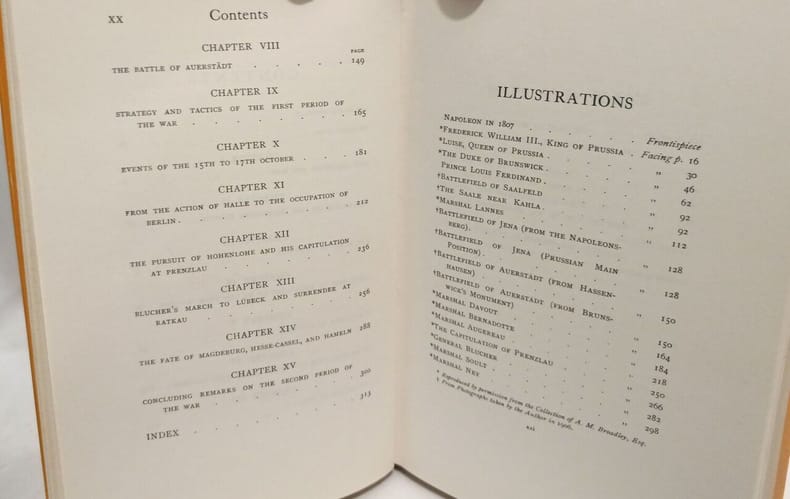 xx Contents
CHAPTER VIII
PAGE
THE BATTLE OF AUERSTÄDT . . . . . 149
CHAPTER IX
STRATEGY AND TACTICS OF THE FIRST PERIOD OF
THE WAR . . . . . . . 165
CHAPTER X
EVENTS OF THE 15TH TO 17TH OCTOBER . . . . 181
CHAPTER XI
FROM THE ACTION OF HALLE TO THE OCCUPATION OF
BERLIN . . . . . . . . 212
CHAPTER XII
THE PURSUIT OF HOHENLOHE AND HIS CAPITULATION
AT PRENZLAU . . . . . . . 236
CHAPTER XIII
BLUCHER'S MARCH TO LÜBECK AND SURRENDER AT
RATKAU . . . . . . . 256
CHAPTER XIV
THE FATE OF MAGDEBURG, HESSE-CASSEL, AND HAMELN 288
CHAPTER XV
CONCLUDING REMARKS ON THE SECOND PERIOD OF
THE WAR . . . . . . . 300
INDEX . . . . . . . . 313
ILLUSTRATIONS
NAPOLEON IN 1807 . . . . . . Frontispiece
*FREDERICK WILLIAM III., KING OF PRUSSIA . Facing p. 16
*LUISE, QUEEN OF PRUSSIA . . . . . " 30
*THE DUKE OF BRUNSWICK . . . . . " 46
PRINCE LOUIS FERDINAND . . . . . " 62
†BATTLEFIELD OF SAALFELD . . . . . " 92
†THE SAALE NEAR KAHLA . . . . . " 92
*MARSHAL LANNES . . . . . . " 112
†BATTLEFIELD OF JENA (FROM THE NAPOLEONS-
BERG) . . . . . . . " 128
†BATTLEFIELD OF JENA (PRUSSIAN MAIN
POSITION) . . . . . . . " 128
†BATTLEFIELD OF AUERSTÄDT (FROM HASSEN-
HAUSEN) . . . . . . . " 150
†BATTLEFIELD OF AUERSTÄDT (FROM BRUNS-
WICK'S MONUMENT) . . . . . " 150
*MARSHAL DAVOUT . . . . . . " 164
*MARSHAL BERNADOTTE . . . . . " 184
*MARSHAL AUGEREAU . . . . . " 218
*THE CAPITULATION OF PRENZLAU . . . . " 250
*GENERAL BLUCHER . . . . . . " 266
*MARSHAL SOULT . . . . . . " 282
*MARSHAL NEY . . . . . . " 298
* Reproduced by permission from the Collection of A. M. Broadley, Esq.
† From Photographs taken by the Author in 1906.
xxi